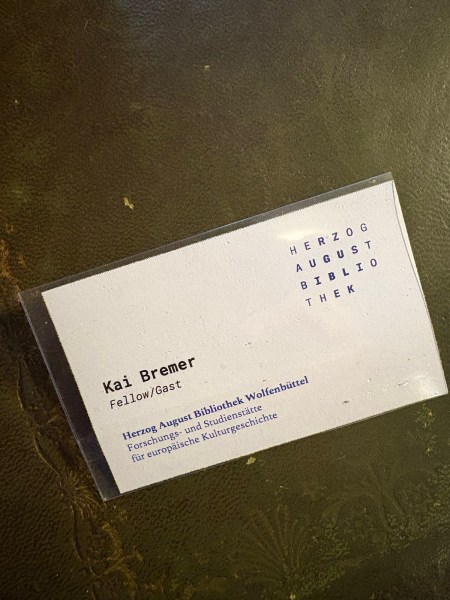 HERZOG
AUGUST
BIBLIO
THEK
Kai Bremer
Fellow/Gast
Herzog August Bibliothek Wolfenbüttel
Forschungs- und Studienstätte
für europäische Kulturgeschichte